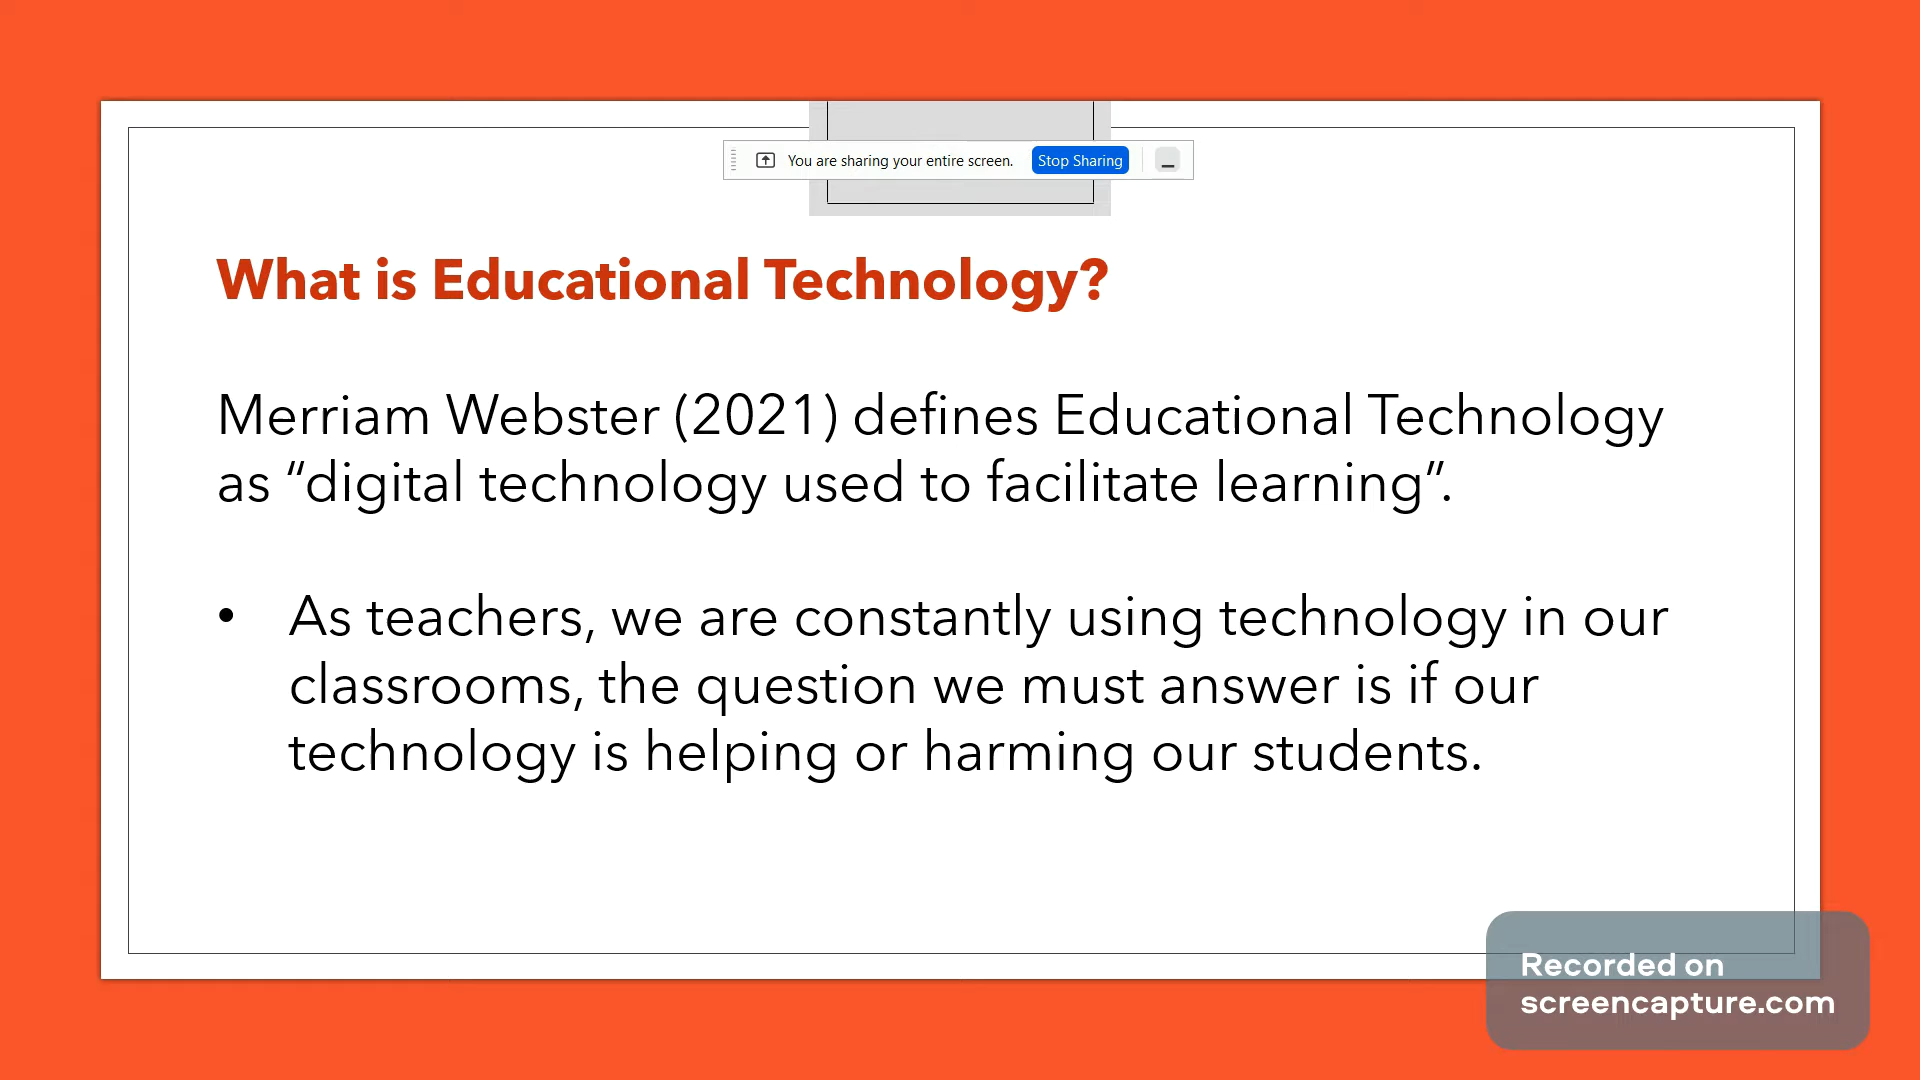 You are sharing your entire screen. Stop Sharing
What is Educational Technology?
Merriam Webster (2021) defines Educational Technology
as “digital technology used to facilitate learning”.
• As teachers, we are constantly using technology in our
classrooms, the question we must answer is if our
technology is helping or harming our students.
Recorded on
screencapture.com